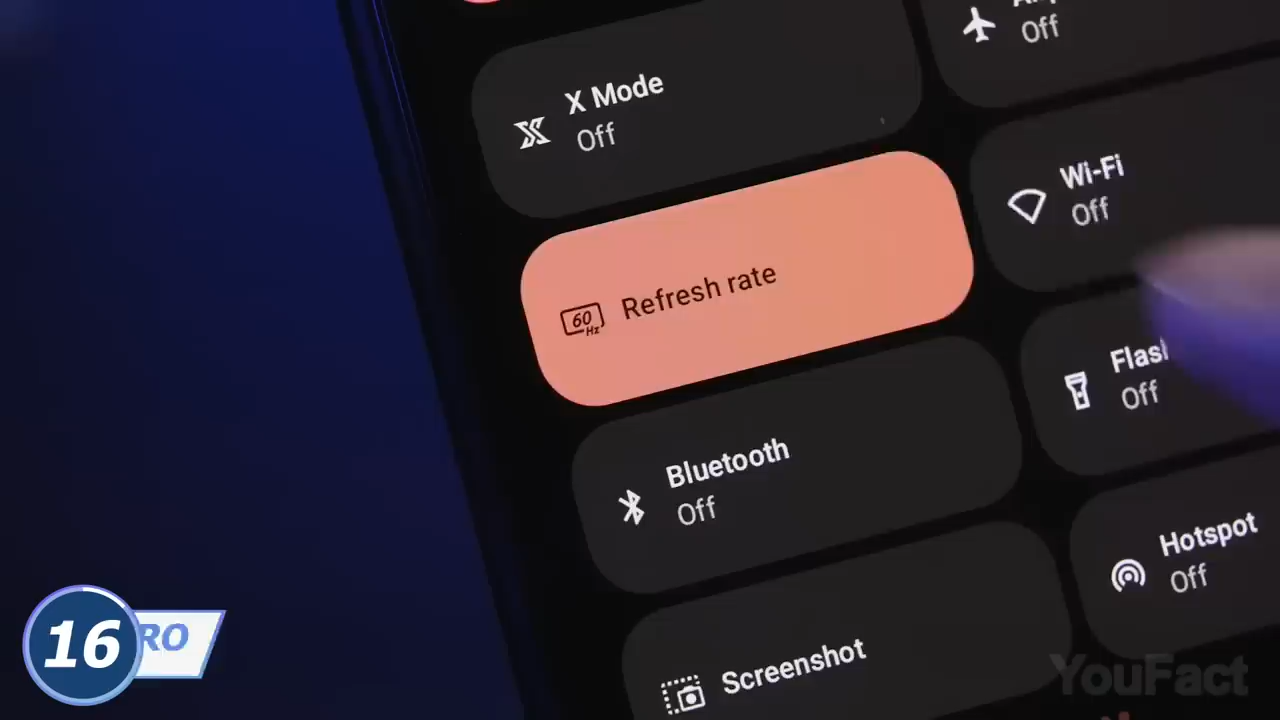 Off
X Mode
Off
Wi-Fi
Off
60
Hz
Refresh rate
Off
Bluetooth
Off
Hotspot
Off
Screenshot
16
RO
YouFact